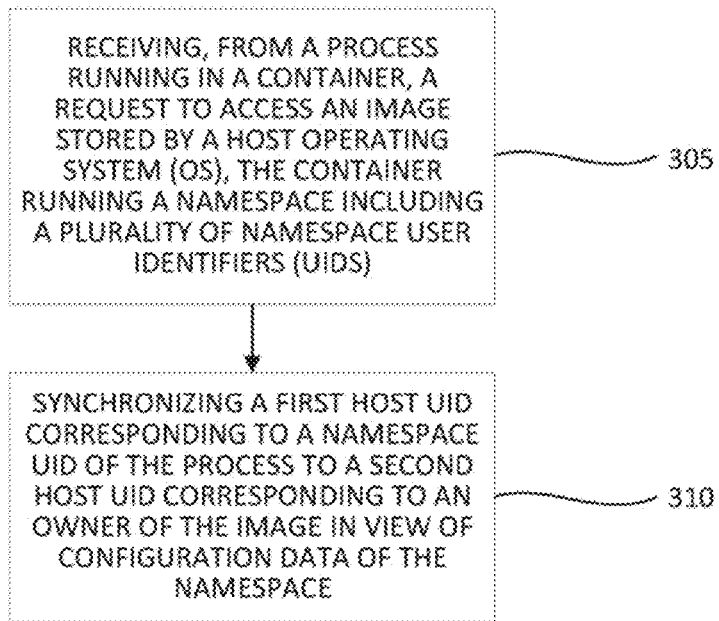 RECEIVING, FROM A PROCESS
RUNNING IN A CONTAINER, A
REQUEST TO ACCESS AN IMAGE
STORED BY A HOST OPERATING
SYSTEM (OS), THE CONTAINER
RUNNING A NAMESPACE INCLUDING
A PLURALITY OF NAMESPACE USER
IDENTIFIERS (UIDS)
305
SYNCHRONIZING A FIRST HOST UID
CORRESPONDING TO A NAMESPACE
UID OF THE PROCESS TO A SECOND
HOST UID CORRESPONDING TO AN
OWNER OF THE IMAGE IN VIEW OF
CONFIGURATION DATA OF THE
NAMESPACE
310